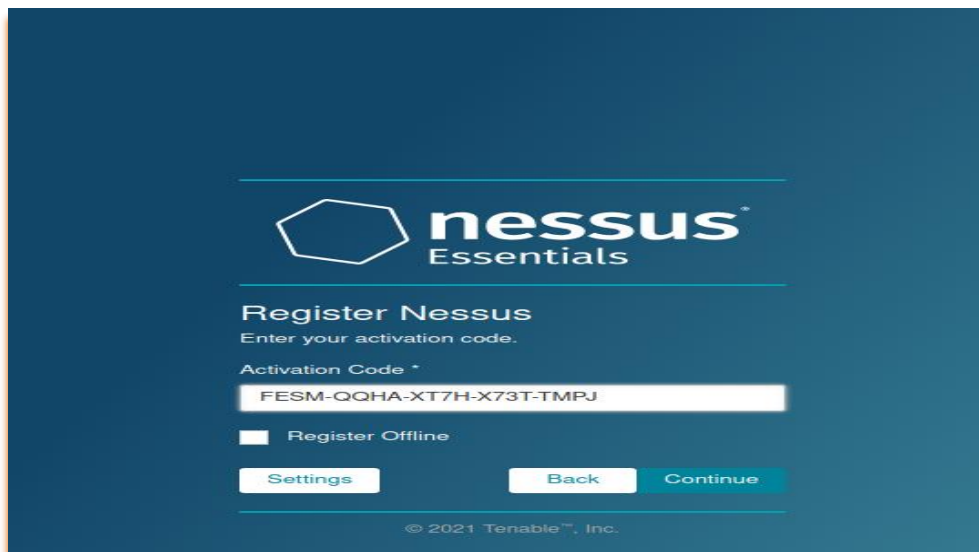 nessus®
Essentials
Register Nessus
Enter your activation code.
Activation Code *
FESM-QQHA-XT7H-X73T-TMPJ
Register Offline
Settings Back Continue
© 2021 Tenable™, Inc.